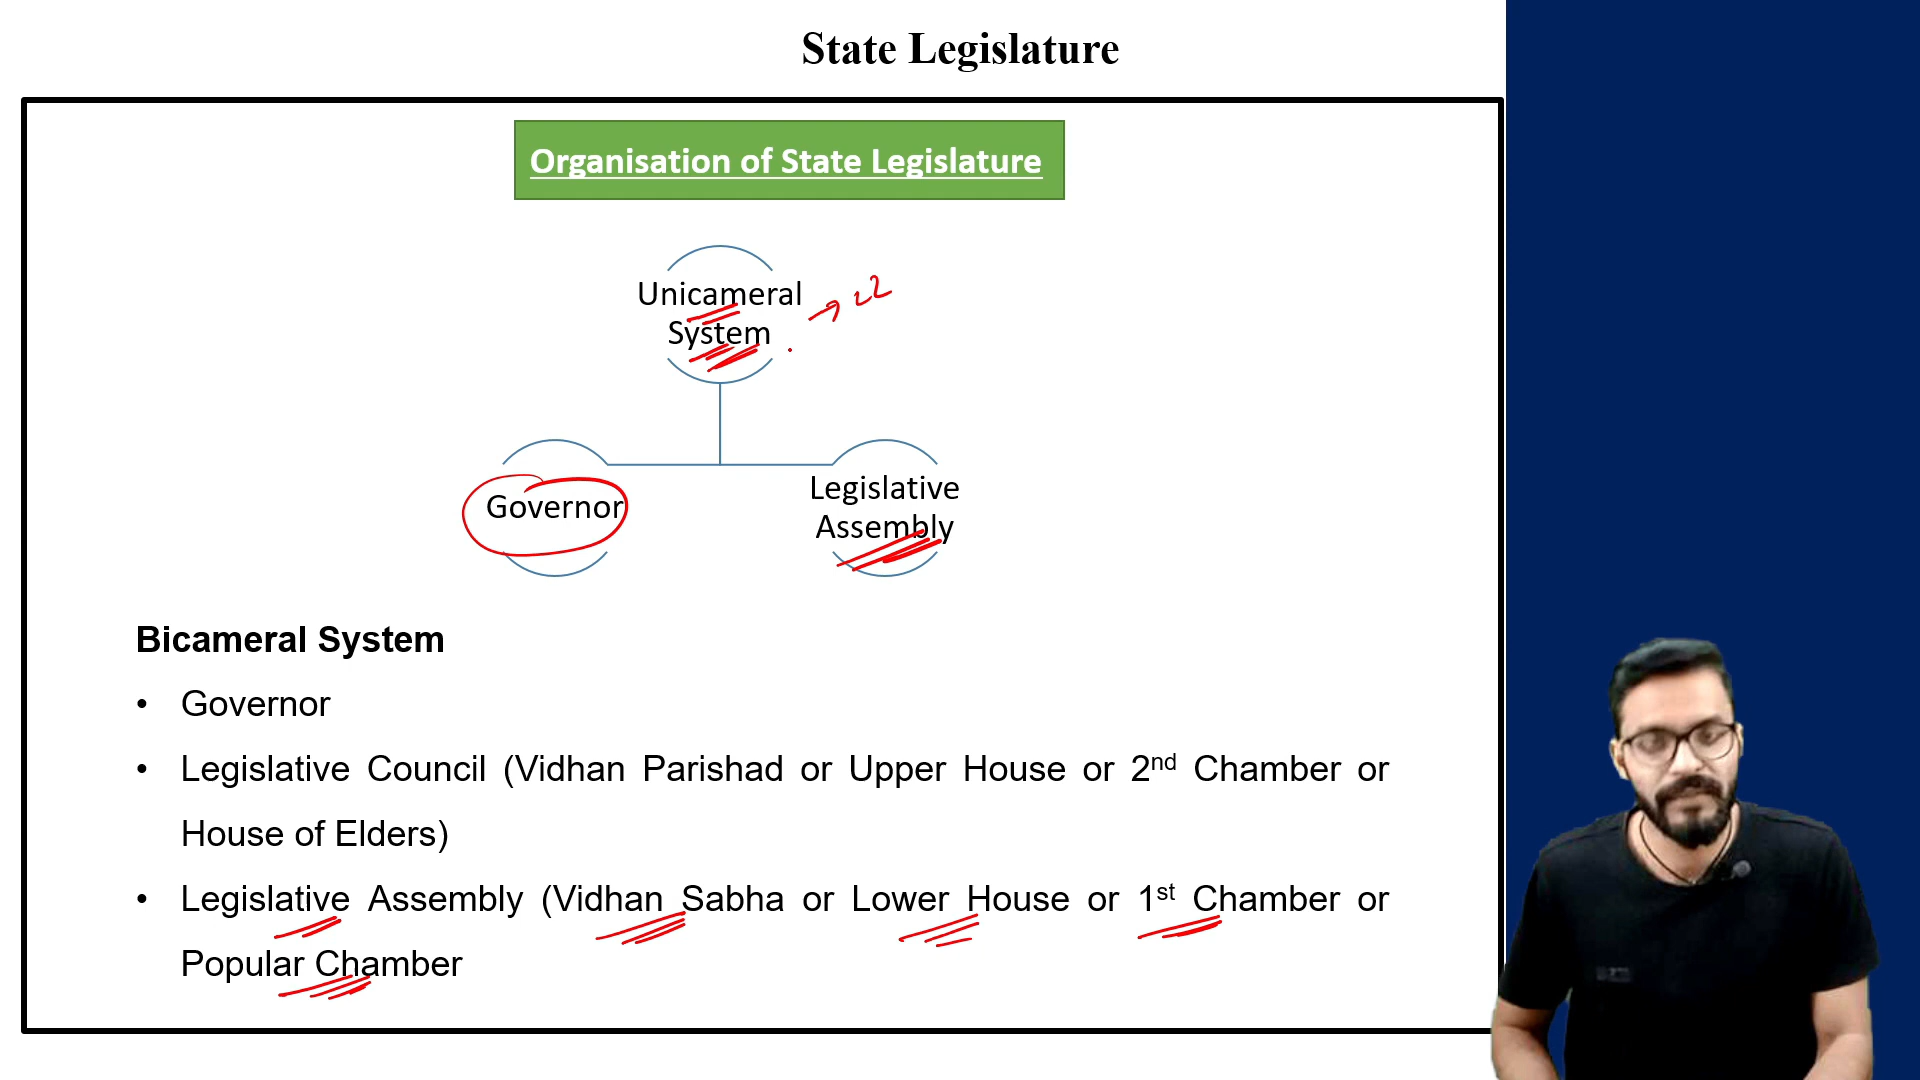 State Legislature
Organisation of State Legislature
Unicameral
System
→ 22
Governor
Legislative
Assembly
Bicameral System
• Governor
• Legislative Council (Vidhan Parishad or Upper House or 2nd Chamber or
House of Elders)
• Legislative Assembly (Vidhan Sabha or Lower House or 1st Chamber or
Popular Chamber